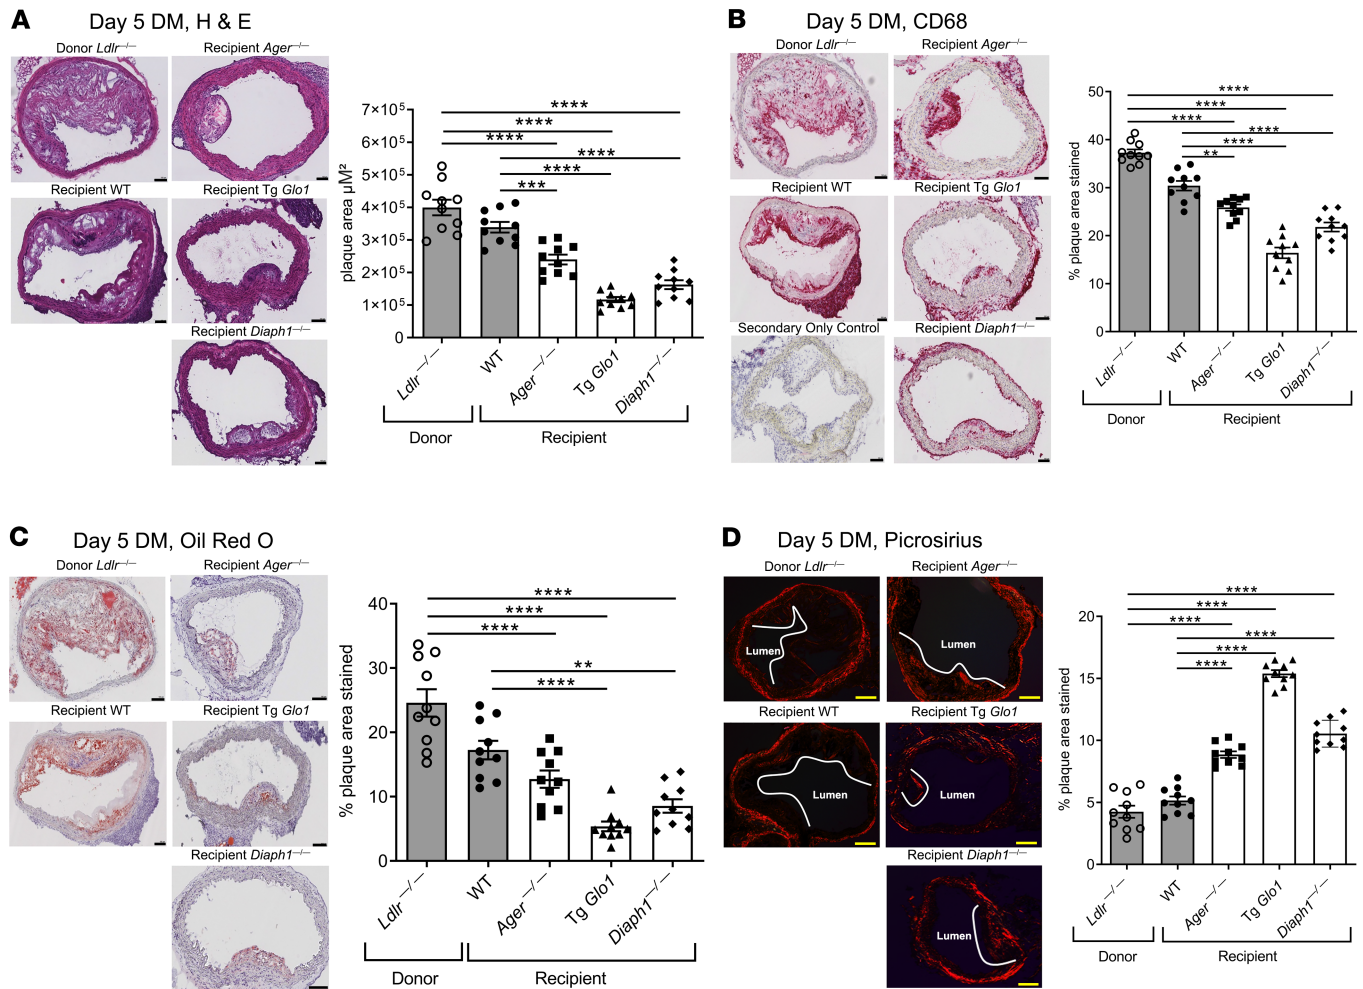 A Day 5 DM, H & E
Donor Ldlr–/–
Recipient Ager–/–
Recipient WT
Recipient Tg Glo1
Recipient Diaph1–/–
plaque area µM²
7×10⁵
6×10⁵
5×10⁵
4×10⁵
3×10⁵
2×10⁵
1×10⁵
0
****
****
****
****
****
***
Ldlr–/–
WT
Ager–/–
Tg Glo1
Diaph1–/–
Donor
Recipient
B Day 5 DM, CD68
Donor Ldlr–/–
Recipient Ager–/–
Recipient WT
Recipient Tg Glo1
Secondary Only Control
Recipient Diaph1–/–
% plaque area stained
50
40
30
20
10
0
****
****
****
****
****
**
Ldlr–/–
WT
Ager–/–
Tg Glo1
Diaph1–/–
Donor
Recipient
C Day 5 DM, Oil Red O
Donor Ldlr–/–
Recipient Ager–/–
Recipient WT
Recipient Tg Glo1
Recipient Diaph1–/–
% plaque area stained
40
30
20
10
0
****
****
****
**
****
Ldlr–/–
WT
Ager–/–
Tg Glo1
Diaph1–/–
Donor
Recipient
D Day 5 DM, Picrosirius
Donor Ldlr–/–
Recipient Ager–/–
Lumen
Lumen
Recipient WT
Recipient Tg Glo1
Lumen
Lumen
Recipient Diaph1–/–
Lumen
% plaque area stained
20
15
10
5
0
****
****
****
****
****
****
Ldlr–/–
WT
Ager–/–
Tg Glo1
Diaph1–/–
Donor
Recipient